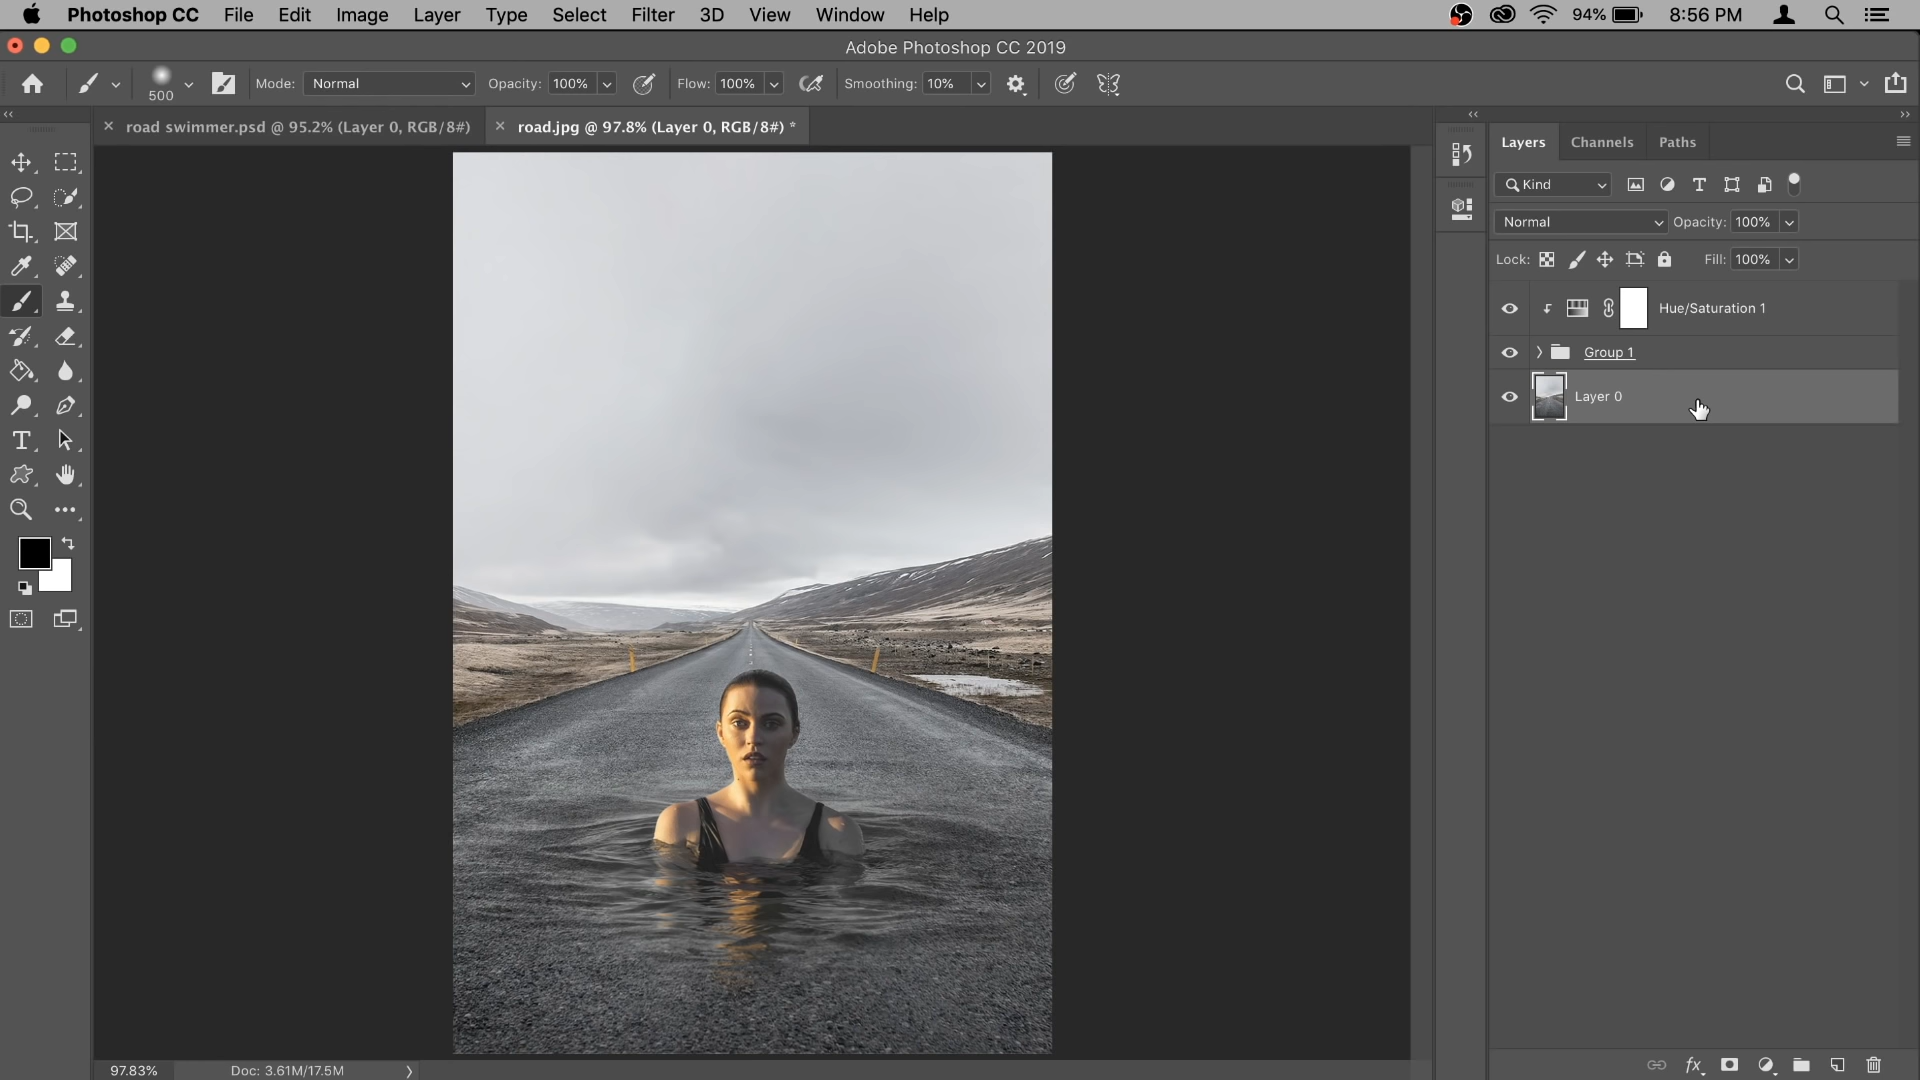 Photoshop CC File Edit Image Layer Type Select Filter 3D View Window Help 94% 8:56 PM
Adobe Photoshop CC 2019
500 Mode: Normal Opacity: 100% Flow: 100% Smoothing: 10%
road swimmer.psd @ 95.2% (Layer 0, RGB/8#) road.jpg @ 97.8% (Layer 0, RGB/8#) *
Layers Channels Paths
Kind
Normal Opacity: 100%
Lock: Fill: 100%
Hue/Saturation 1
Group 1
Layer 0
97.83% Doc: 3.61M/17.5M